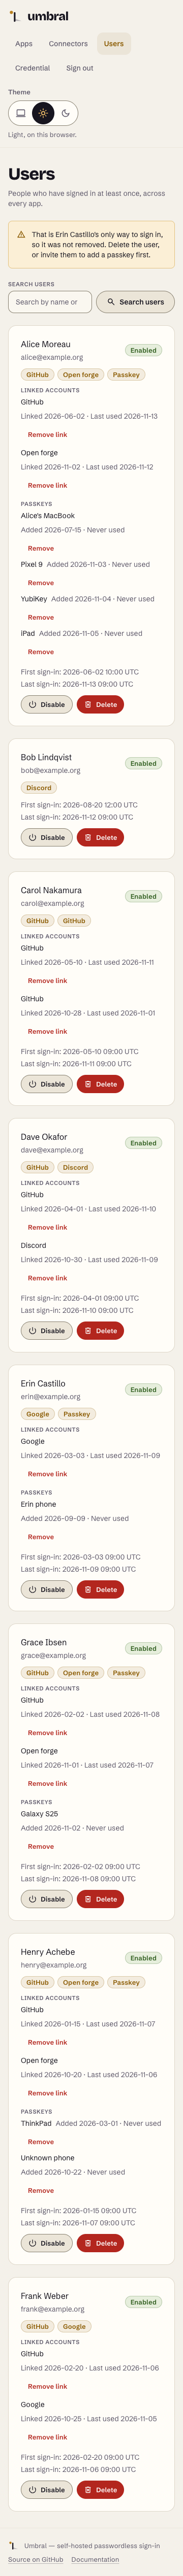 umbral
Apps
Connectors
Users
Credential
Sign out
Theme
Light, on this browser.
Users
People who have signed in at least once, across
every app.
That is Erin Castillo's only way to sign in,
so it was not removed. Delete the user,
or invite them to add a passkey first.
SEARCH USERS
Search by name or
Search users
Alice Moreau
alice@example.org
Enabled
GitHub
Open forge
Passkey
LINKED ACCOUNTS
GitHub
Linked 2026-06-02 · Last used 2026-11-13
Remove link
Open forge
Linked 2026-11-02 · Last used 2026-11-12
Remove link
PASSKEYS
Alice's MacBook
Added 2026-07-15 · Never used
Remove
Pixel 9 Added 2026-11-03 · Never used
Remove
YubiKey Added 2026-11-04 · Never used
Remove
iPad Added 2026-11-05 · Never used
Remove
First sign-in: 2026-06-02 10:00 UTC
Last sign-in: 2026-11-13 09:00 UTC
Disable
Delete
Bob Lindqvist
bob@example.org
Enabled
Discord
First sign-in: 2026-08-20 12:00 UTC
Last sign-in: 2026-11-12 09:00 UTC
Disable
Delete
Carol Nakamura
carol@example.org
Enabled
GitHub
GitHub
LINKED ACCOUNTS
GitHub
Linked 2026-05-10 · Last used 2026-11-11
Remove link
GitHub
Linked 2026-10-28 · Last used 2026-11-01
Remove link
First sign-in: 2026-05-10 09:00 UTC
Last sign-in: 2026-11-11 09:00 UTC
Disable
Delete
Dave Okafor
dave@example.org
Enabled
GitHub
Discord
LINKED ACCOUNTS
GitHub
Linked 2026-04-01 · Last used 2026-11-10
Remove link
Discord
Linked 2026-10-30 · Last used 2026-11-09
Remove link
First sign-in: 2026-04-01 09:00 UTC
Last sign-in: 2026-11-10 09:00 UTC
Disable
Delete
Erin Castillo
erin@example.org
Enabled
Google
Passkey
LINKED ACCOUNTS
Google
Linked 2026-03-03 · Last used 2026-11-09
Remove link
PASSKEYS
Erin phone
Added 2026-09-09 · Never used
Remove
First sign-in: 2026-03-03 09:00 UTC
Last sign-in: 2026-11-09 09:00 UTC
Disable
Delete
Grace Ibsen
grace@example.org
Enabled
GitHub
Open forge
Passkey
LINKED ACCOUNTS
GitHub
Linked 2026-02-02 · Last used 2026-11-08
Remove link
Open forge
Linked 2026-11-01 · Last used 2026-11-07
Remove link
PASSKEYS
Galaxy S25
Added 2026-11-02 · Never used
Remove
First sign-in: 2026-02-02 09:00 UTC
Last sign-in: 2026-11-08 09:00 UTC
Disable
Delete
Henry Achebe
henry@example.org
Enabled
GitHub
Open forge
Passkey
LINKED ACCOUNTS
GitHub
Linked 2026-01-15 · Last used 2026-11-07
Remove link
Open forge
Linked 2026-10-20 · Last used 2026-11-06
Remove link
PASSKEYS
ThinkPad Added 2026-03-01 · Never used
Remove
Unknown phone
Added 2026-10-22 · Never used
Remove
First sign-in: 2026-01-15 09:00 UTC
Last sign-in: 2026-11-07 09:00 UTC
Disable
Delete
Frank Weber
frank@example.org
Enabled
GitHub
Google
LINKED ACCOUNTS
GitHub
Linked 2026-02-20 · Last used 2026-11-06
Remove link
Google
Linked 2026-10-25 · Last used 2026-11-05
Remove link
First sign-in: 2026-02-20 09:00 UTC
Last sign-in: 2026-11-06 09:00 UTC
Disable
Delete
Umbral — self-hosted passwordless sign-in
Source on GitHub
Documentation